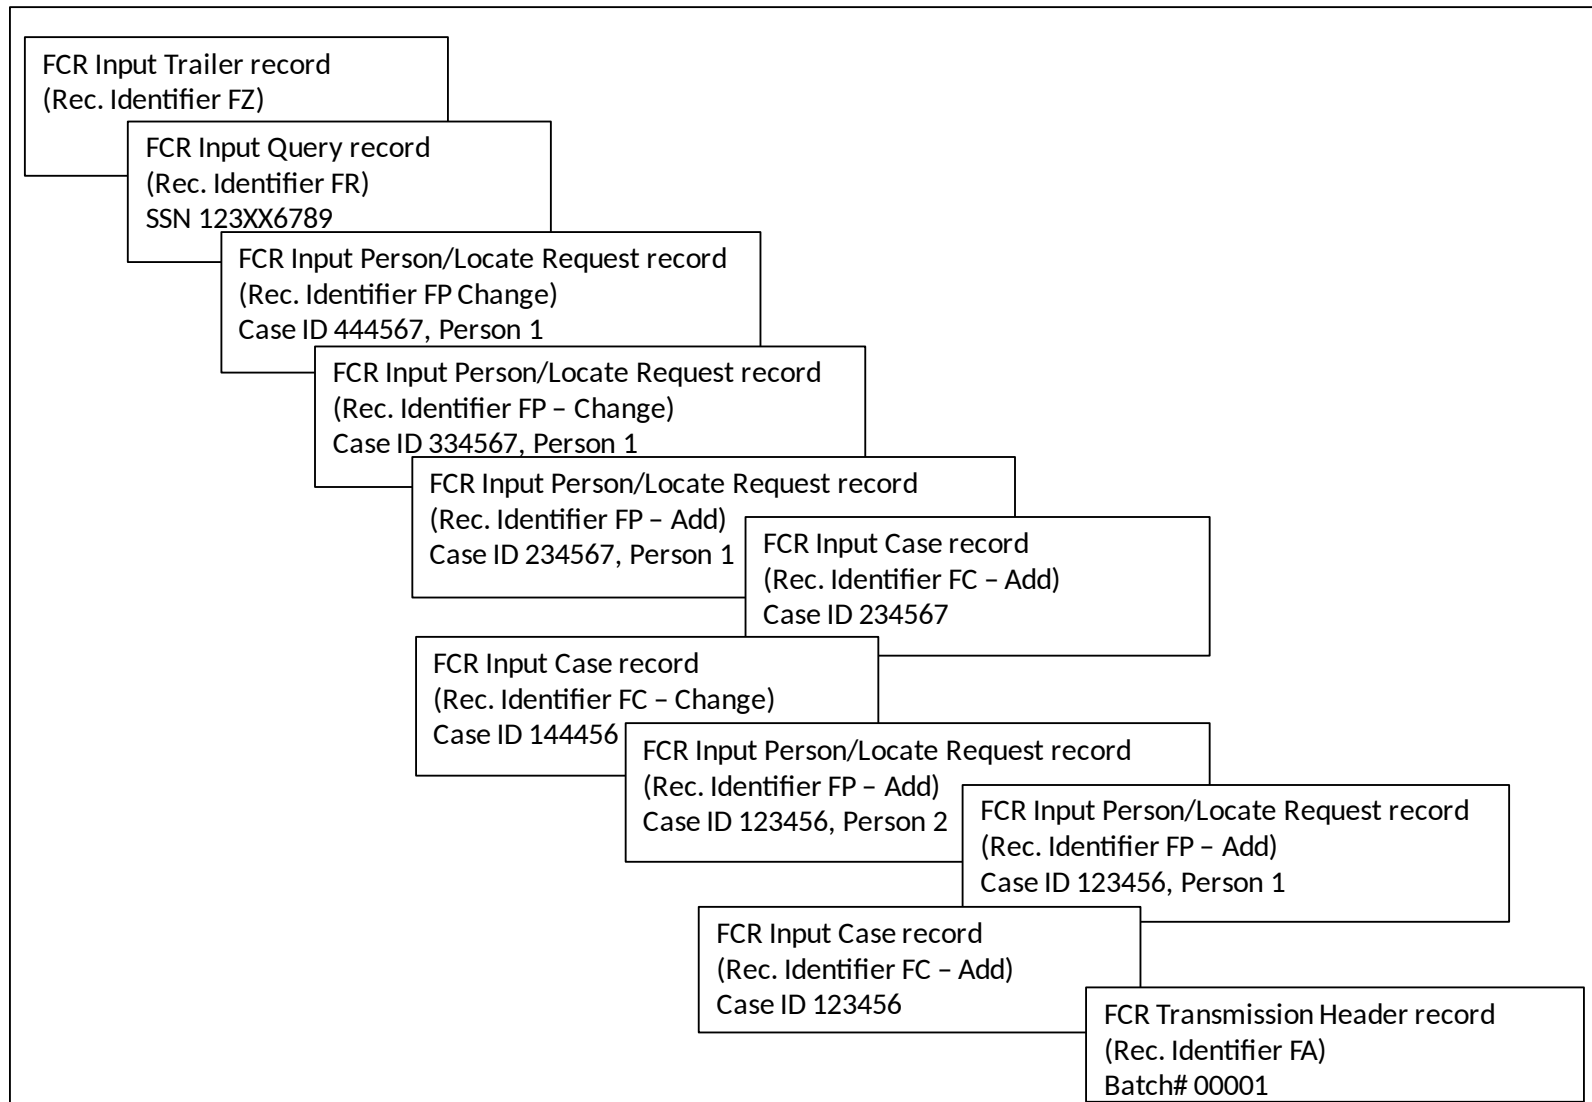 FCR Input Trailer record
(Rec. Identifier FZ)
FCR Input Query record
(Rec. Identifier FR)
SSN 123XX6789
FCR Input Person/Locate Request record
(Rec. Identifier FP Change)
Case ID 444567, Person 1
FCR Input Person/Locate Request record
(Rec. Identifier FP – Change)
Case ID 334567, Person 1
FCR Input Person/Locate Request record
(Rec. Identifier FP – Add)
Case ID 234567, Person 1
FCR Input Case record
(Rec. Identifier FC – Add)
Case ID 234567
FCR Input Case record
(Rec. Identifier FC – Change)
Case ID 144456
FCR Input Person/Locate Request record
(Rec. Identifier FP – Add)
Case ID 123456, Person 2
FCR Input Person/Locate Request record
(Rec. Identifier FP – Add)
Case ID 123456, Person 1
FCR Input Case record
(Rec. Identifier FC – Add)
Case ID 123456
FCR Transmission Header record
(Rec. Identifier FA)
Batch# 00001